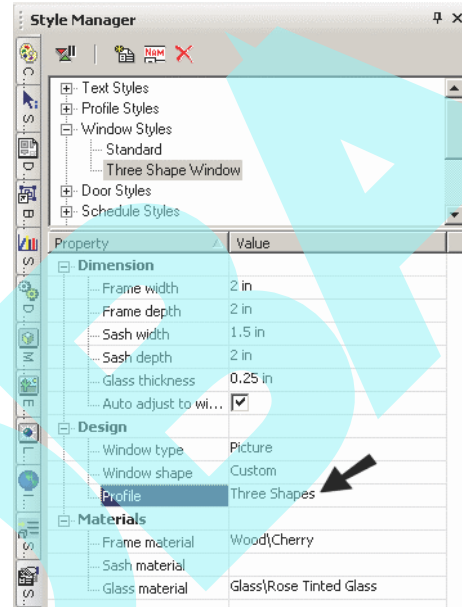 Style Manager
NAM
Text Styles
Profile Styles
Window Styles
Standard
Three Shape Window
Door Styles
Schedule Styles
Property Value
Dimension
Frame width 2 in
Frame depth 2 in
Sash width 1.5 in
Sash depth 2 in
Glass thickness 0.25 in
Auto adjust to wi...
Design
Window type Picture
Window shape Custom
Profile Three Shapes
Materials
Frame material Wood\Cherry
Sash material
Glass material Glass\Rose Tinted Glass